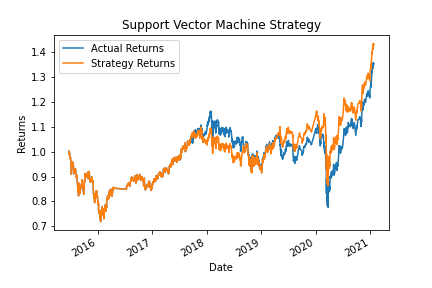 Support Vector Machine Strategy
Actual Returns
Strategy Returns
1.4
1.3
1.2
1.1
1.0
0.9
0.8
0.7
Returns
2016
2017
2018
2019
2020
2021
Date